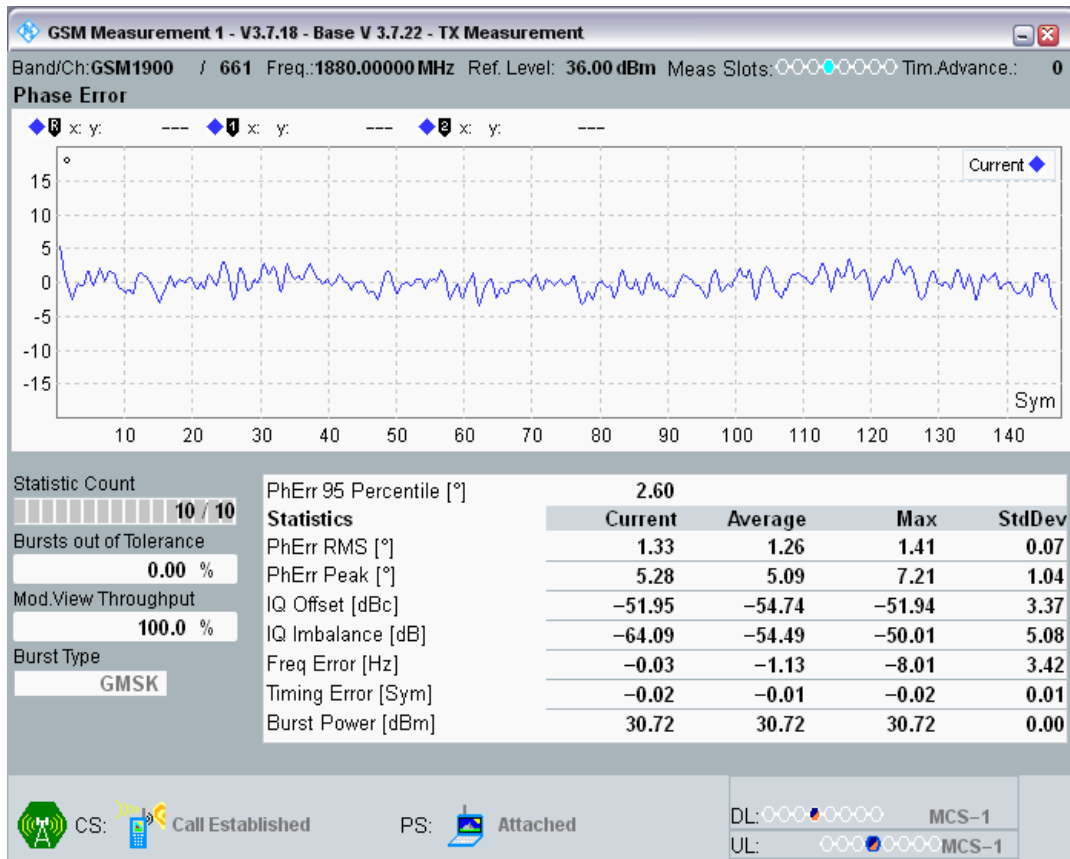 GSM Measurement 1 - V3.7.18 - Base V 3.7.22 - TX Measurement
Band/Ch:GSM1900 / 661 Freq.:1880.00000 MHz Ref. Level: 36.00 dBm Meas Slots: Tim.Advance.: 0
Phase Error
R x: y: --- 1 x: y: --- 2 x: y: ---
°
Current
15
10
5
0
-5
-10
-15
Sym
10 20 30 40 50 60 70 80 90 100 110 120 130 140
Statistic Count
10 / 10
Bursts out of Tolerance
0.00 %
Mod.View Throughput
100.0 %
Burst Type
GMSK
PhErr 95 Percentile [°] 2.60
Statistics Current Average Max StdDev
PhErr RMS [°] 1.33 1.26 1.41 0.07
PhErr Peak [°] 5.28 5.09 7.21 1.04
IQ Offset [dBc] −51.95 −54.74 −51.94 3.37
IQ Imbalance [dB] −64.09 −54.49 −50.01 5.08
Freq Error [Hz] −0.03 −1.13 −8.01 3.42
Timing Error [Sym] −0.02 −0.01 −0.02 0.01
Burst Power [dBm] 30.72 30.72 30.72 0.00
CS: Call Established PS: Attached
DL: MCS−1
UL: MCS−1